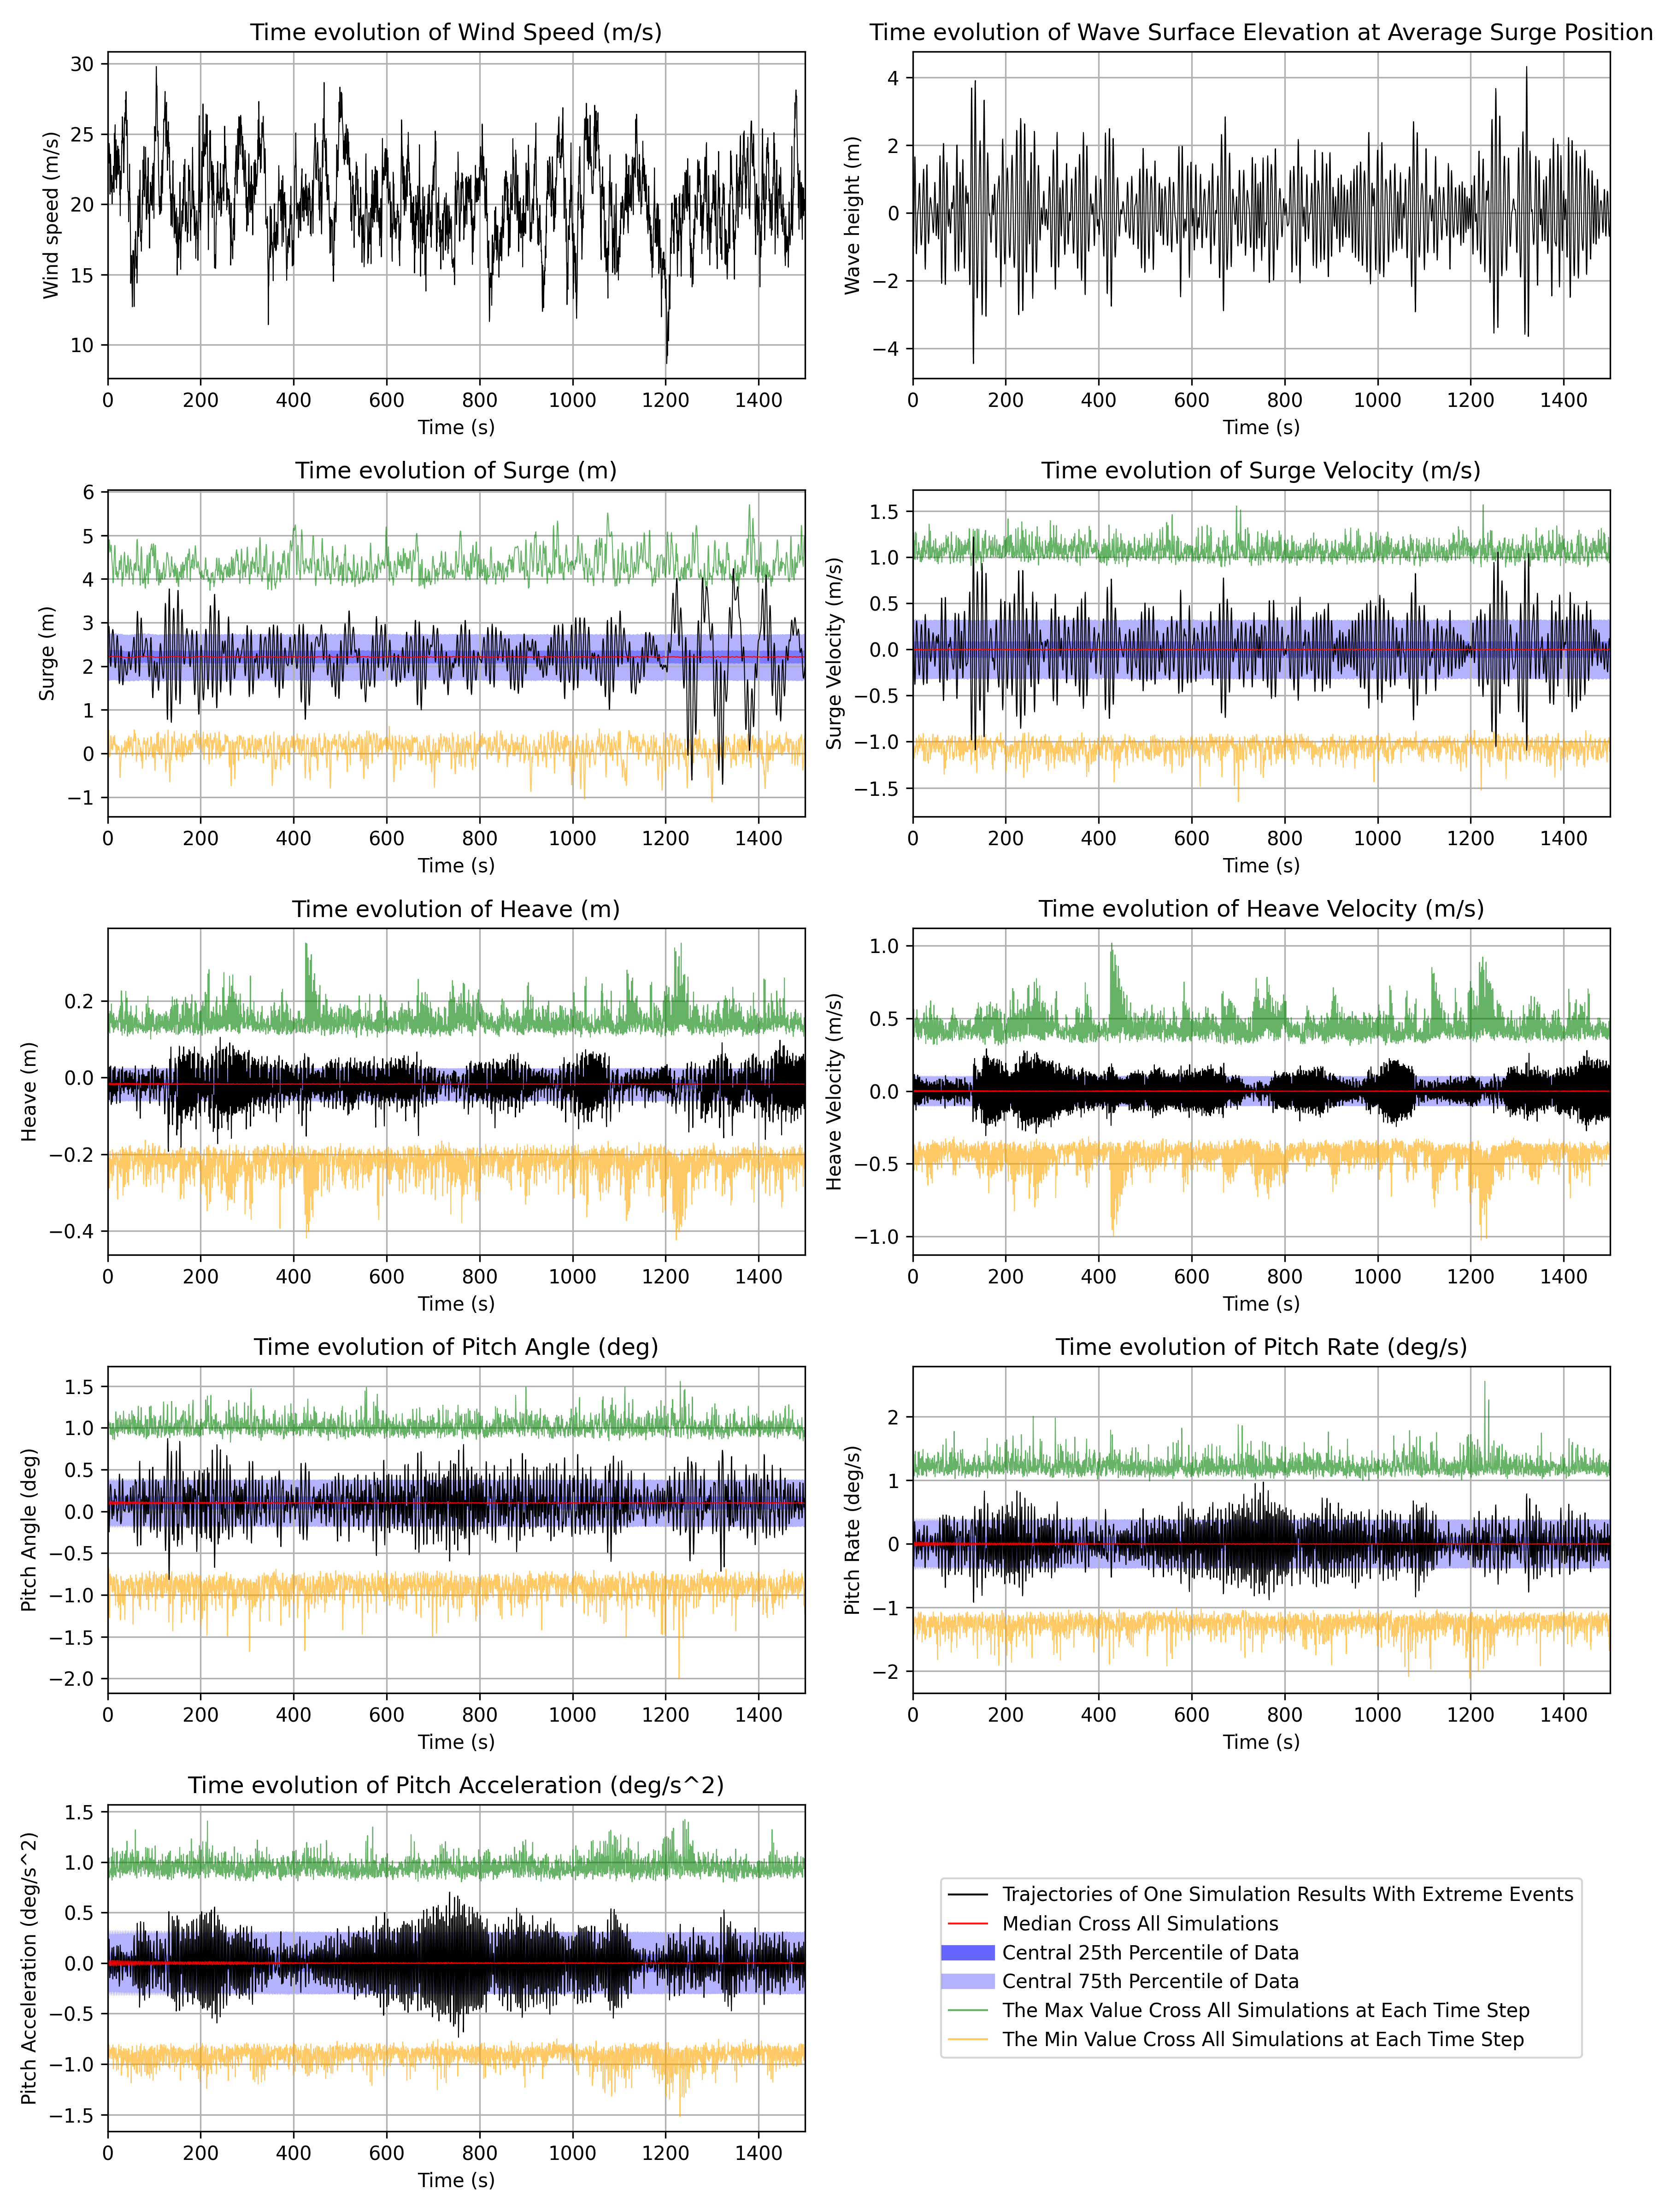 Time evolution of Wind Speed (m/s)
Wind speed (m/s)
30
25
20
15
10
0 200 400 600 800 1000 1200 1400
Time (s)
Time evolution of Wave Surface Elevation at Average Surge Position
Wave height (m)
4
2
0
−2
−4
0 200 400 600 800 1000 1200 1400
Time (s)
Time evolution of Surge (m)
Surge (m)
6
5
4
3
2
1
0
−1
0 200 400 600 800 1000 1200 1400
Time (s)
Time evolution of Surge Velocity (m/s)
Surge Velocity (m/s)
1.5
1.0
0.5
0.0
−0.5
−1.0
−1.5
0 200 400 600 800 1000 1200 1400
Time (s)
Time evolution of Heave (m)
Heave (m)
0.2
0.0
−0.2
−0.4
0 200 400 600 800 1000 1200 1400
Time (s)
Time evolution of Heave Velocity (m/s)
Heave Velocity (m/s)
1.0
0.5
0.0
−0.5
−1.0
0 200 400 600 800 1000 1200 1400
Time (s)
Time evolution of Pitch Angle (deg)
Pitch Angle (deg)
1.5
1.0
0.5
0.0
−0.5
−1.0
−1.5
−2.0
0 200 400 600 800 1000 1200 1400
Time (s)
Time evolution of Pitch Rate (deg/s)
Pitch Rate (deg/s)
2
1
0
−1
−2
0 200 400 600 800 1000 1200 1400
Time (s)
Time evolution of Pitch Acceleration (deg/s^2)
Pitch Acceleration (deg/s^2)
1.5
1.0
0.5
0.0
−0.5
−1.0
−1.5
0 200 400 600 800 1000 1200 1400
Time (s)
Trajectories of One Simulation Results With Extreme Events
Median Cross All Simulations
Central 25th Percentile of Data
Central 75th Percentile of Data
The Max Value Cross All Simulations at Each Time Step
The Min Value Cross All Simulations at Each Time Step